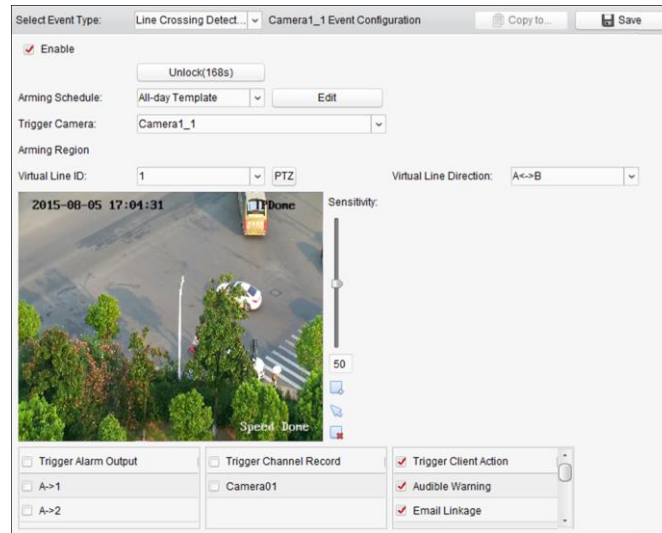 Select Event Type: Line Crossing Detect... Camera1_1 Event Configuration Copy to... Save
Enable
Unlock(168s)
Arming Schedule: All-day Template Edit
Trigger Camera: Camera1_1
Arming Region
Virtual Line ID: 1 PTZ Virtual Line Direction: A<->B
2015-08-05 17:04:31 IPDome Sensitivity:
50
Speed Dome
Trigger Alarm Output Trigger Channel Record Trigger Client Action
A->1 Camera01 Audible Warning
A->2 Email Linkage